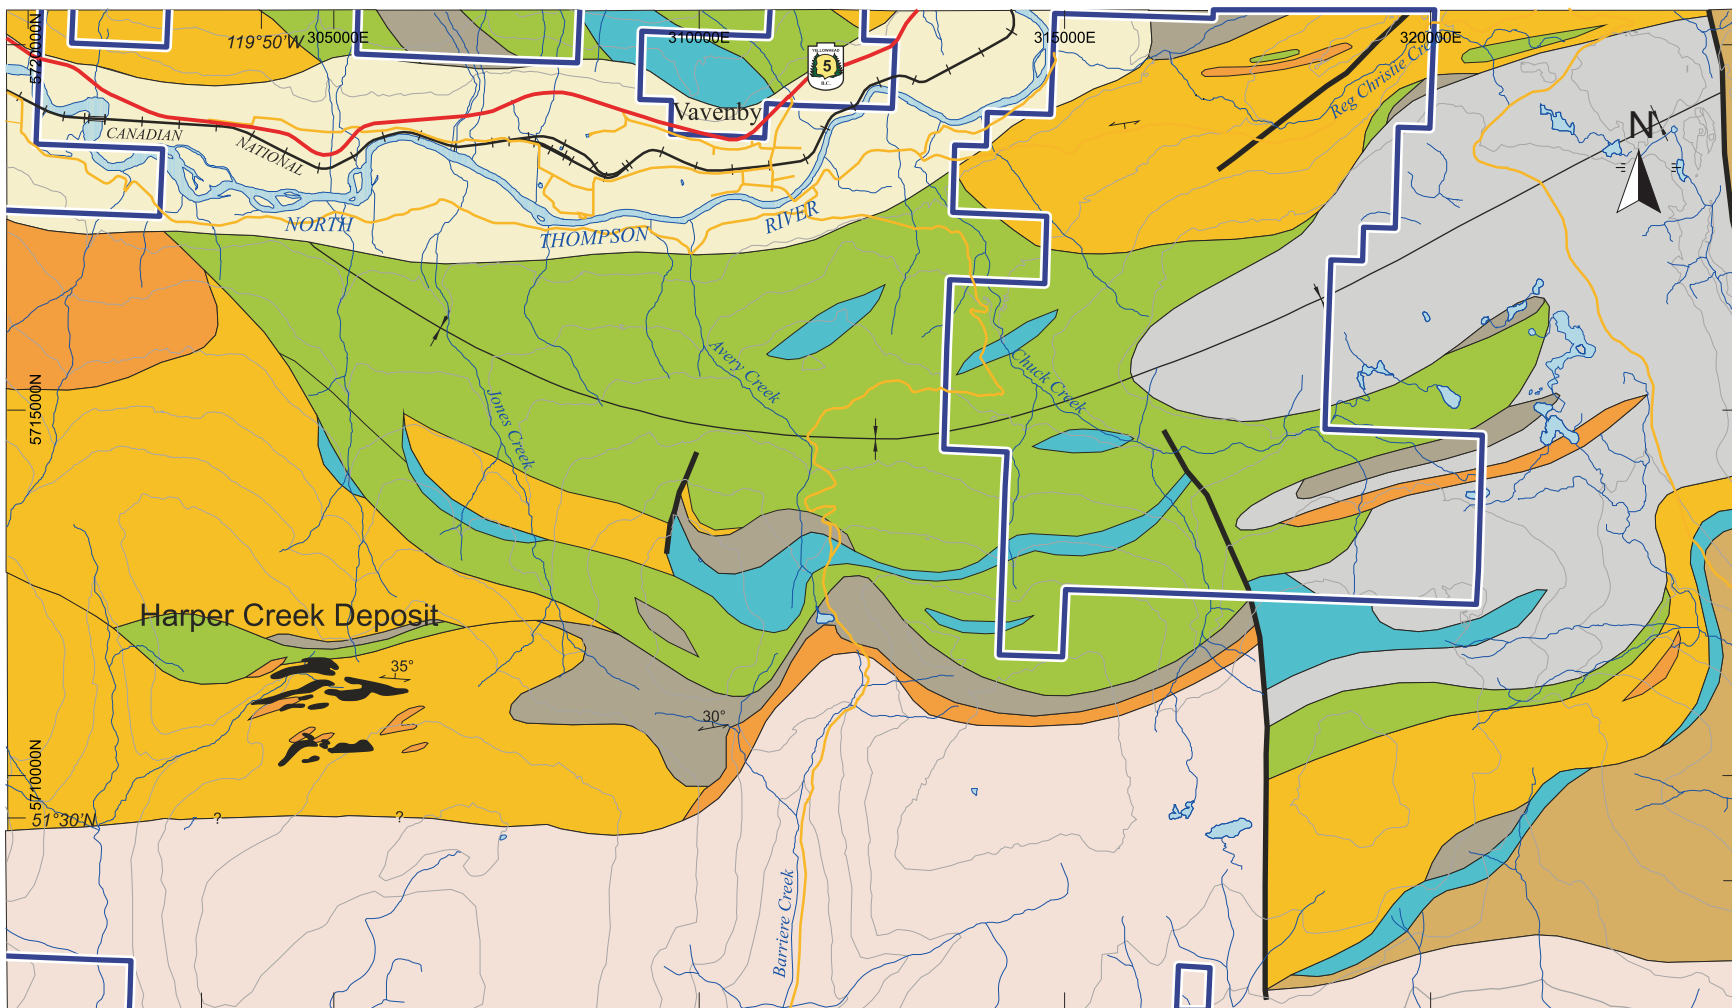 119°50'W
305000E
310000E
315000E
320000E
5720000N
YELLOWHEAD
5
B.C.
Reg Christie Cre
Vavenby
CANADIAN
NATIONAL
N
NORTH
THOMPSON
RIVER
Avery Creek
Chuck Creek
Jones Creek
5715000N
Harper Creek Deposit
35°
30°
5710000N
51°30'N
?
?
Barriere Creek